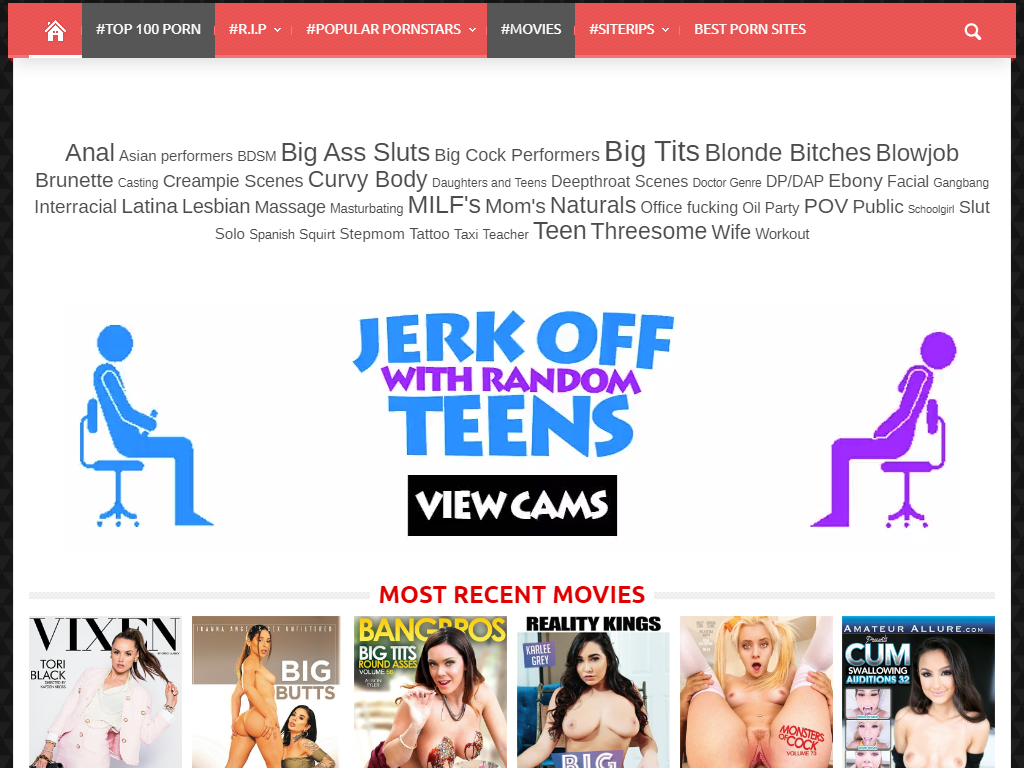 #TOP 100 PORN #R.I.P #POPULAR PORNSTARS #MOVIES #SITERIPS BEST PORN SITES
Anal Asian performers BDSM Big Ass Sluts Big Cock Performers Big Tits Blonde Bitches Blowjob
Brunette Casting Creampie Scenes Curvy Body Daughters and Teens Deepthroat Scenes Doctor Genre DP/DAP Ebony Facial Gangbang
Interracial Latina Lesbian Massage Masturbating MILF's Mom's Naturals Office fucking Oil Party POV Public Schoolgirl Slut
Solo Spanish Squirt Stepmom Tattoo Taxi Teacher Teen Threesome Wife Workout
JERK OFF
WITH RANDOM
TEENS
VIEW CAMS
MOST RECENT MOVIES
VIXEN
TORI
BLACK
BIG
BUTTS
BANGBROS
BIG TITS
ROUND ASSES
REALITY KINGS
KARLEE
GREY
BIG
MONSTERS
OF COCK
AMATEUR ALLURE.COM
CUM
SWALLOWING
AUDITIONS 32